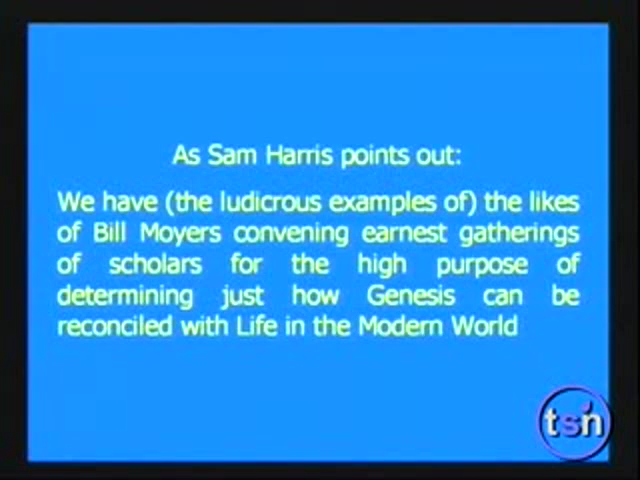 As Sam Harris points out:
We have (the ludicrous examples of) the likes
of Bill Moyers convening earnest gatherings
of scholars for the high purpose of
determining just how Genesis can be
reconciled with Life in the Modern World
tsn